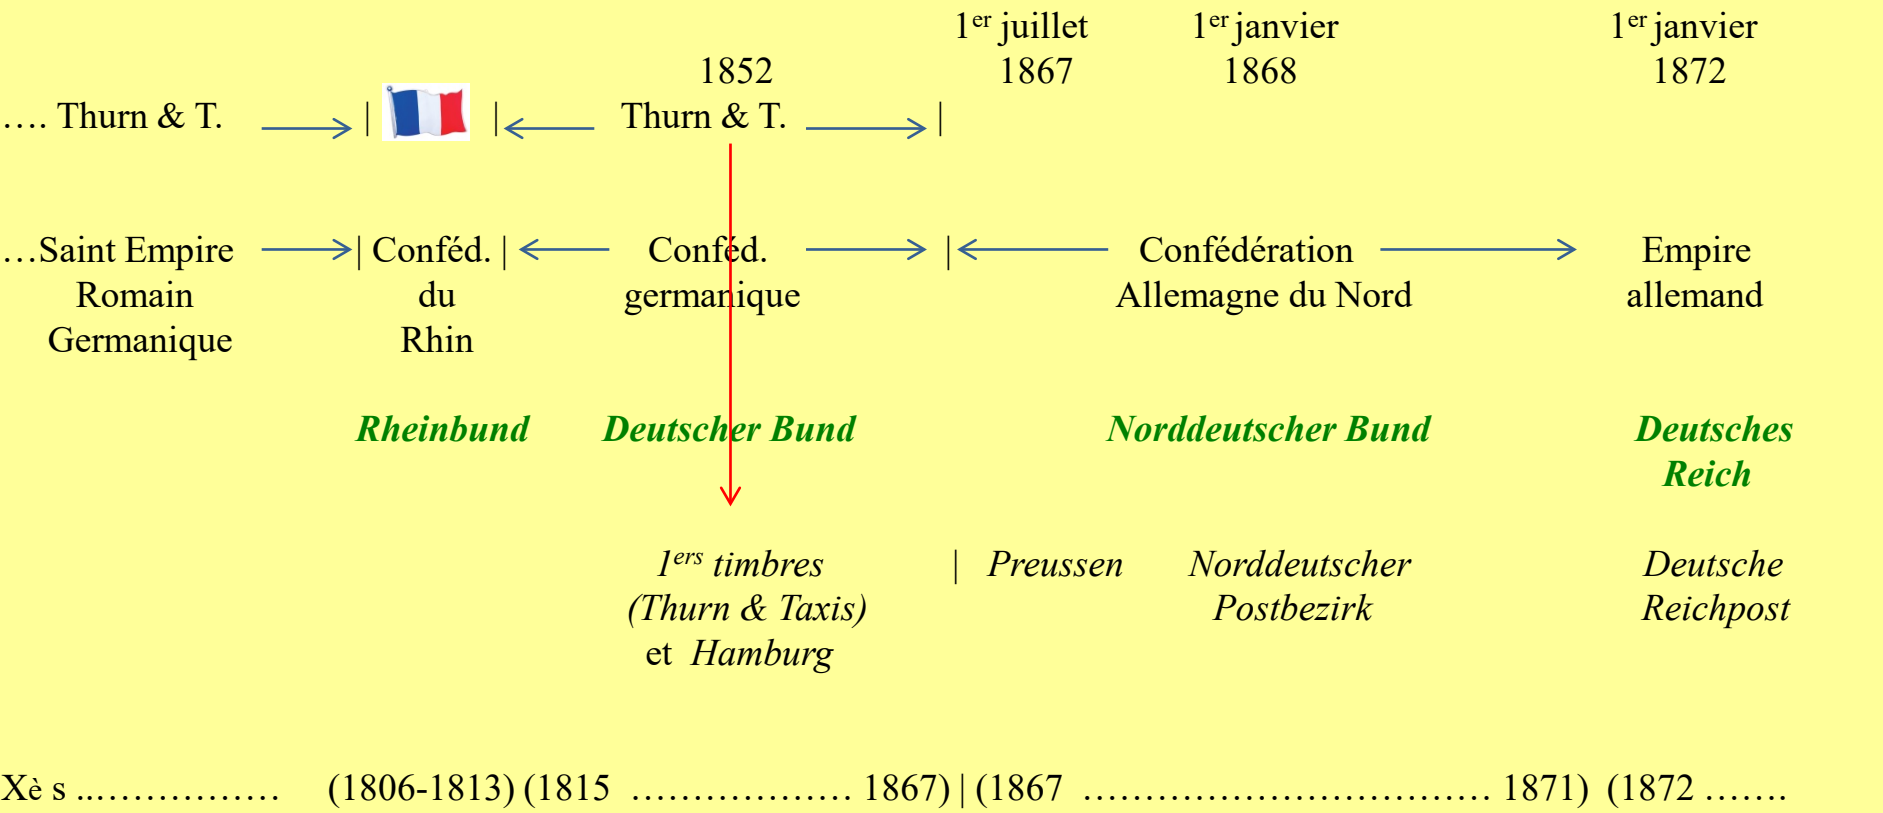 1er juillet 1er janvier 1er janvier
1852 1867 1868 1872
…. Thurn & T. | | Thurn & T. |
…Saint Empire | Conféd. | Conféd. | Confédération Empire
Romain du germanique Allemagne du Nord allemand
Germanique Rhin
Rheinbund Deutscher Bund Norddeutscher Bund Deutsches
Reich
1ers timbres | Preussen Norddeutscher Deutsche
(Thurn & Taxis) Postbezirk Reichpost
et Hamburg
Xè s ..…………… (1806-1813) (1815 ……………… 1867) | (1867 ………………………………… 1871) (1872 …….